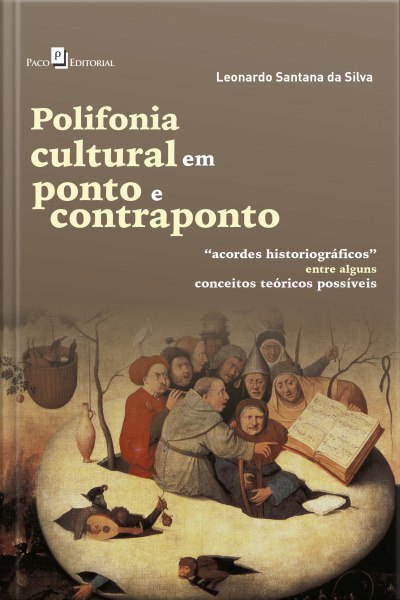 PACO EDITORIAL
Leonardo Santana da Silva
Polifonia
cultural em
ponto e
contraponto
“acordes historiográficos”
entre alguns
conceitos teóricos possíveis